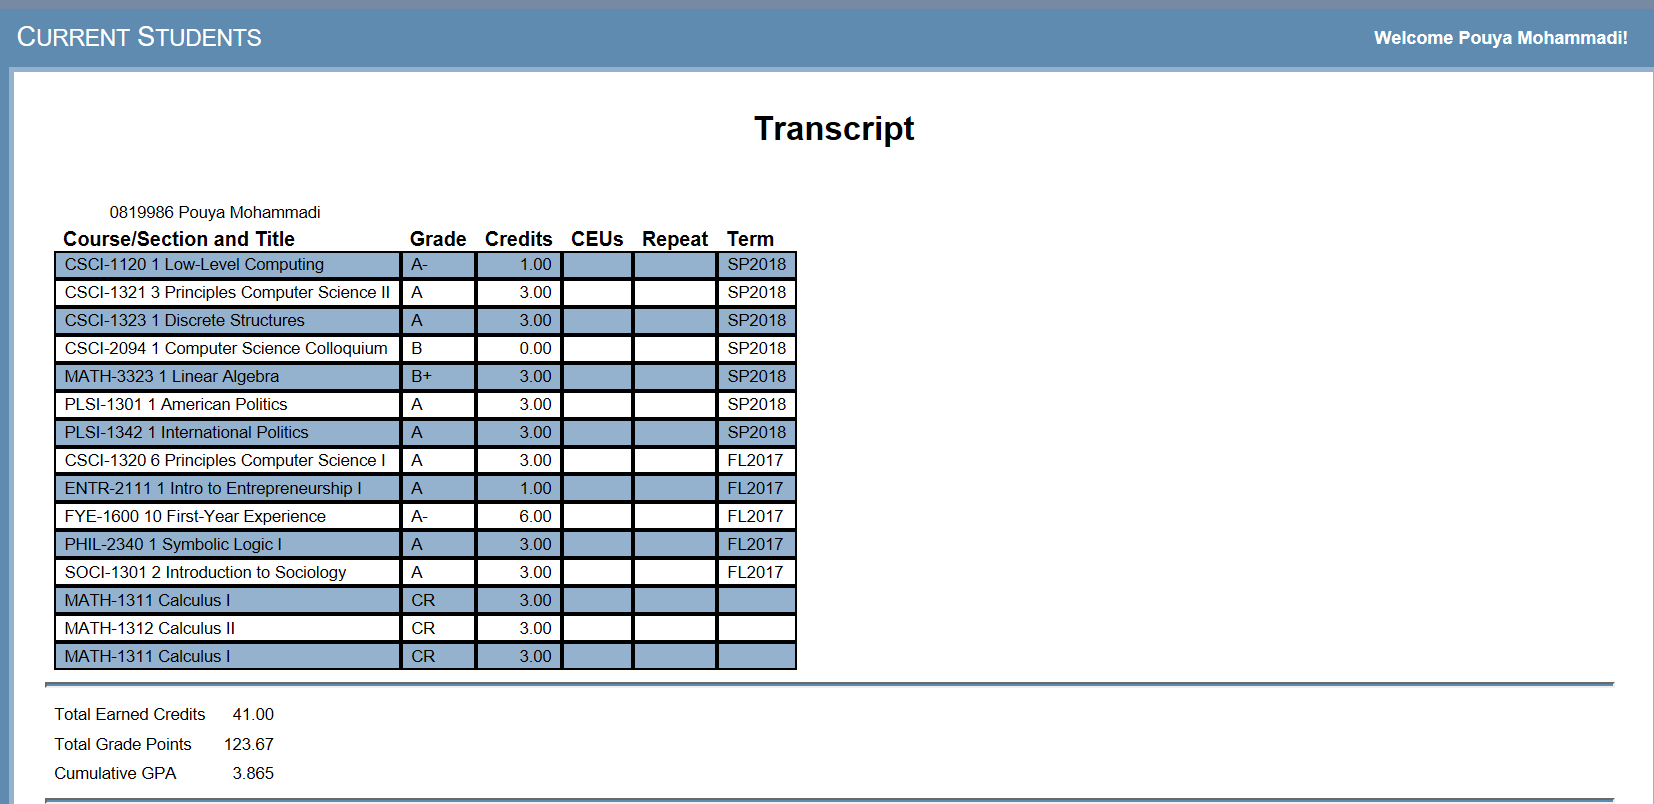 CURRENT STUDENTS Welcome Pouya Mohammadi!
Transcript
0819986 Pouya Mohammadi
Course/Section and Title Grade Credits CEUs Repeat Term
CSCI-1120 1 Low-Level Computing A- 1.00 SP2018
CSCI-1321 3 Principles Computer Science II A 3.00 SP2018
CSCI-1323 1 Discrete Structures A 3.00 SP2018
CSCI-2094 1 Computer Science Colloquium B 0.00 SP2018
MATH-3323 1 Linear Algebra B+ 3.00 SP2018
PLSI-1301 1 American Politics A 3.00 SP2018
PLSI-1342 1 International Politics A 3.00 SP2018
CSCI-1320 6 Principles Computer Science I A 3.00 FL2017
ENTR-2111 1 Intro to Entrepreneurship I A 1.00 FL2017
FYE-1600 10 First-Year Experience A- 6.00 FL2017
PHIL-2340 1 Symbolic Logic I A 3.00 FL2017
SOCI-1301 2 Introduction to Sociology A 3.00 FL2017
MATH-1311 Calculus I CR 3.00
MATH-1312 Calculus II CR 3.00
MATH-1311 Calculus I CR 3.00
Total Earned Credits 41.00
Total Grade Points 123.67
Cumulative GPA 3.865